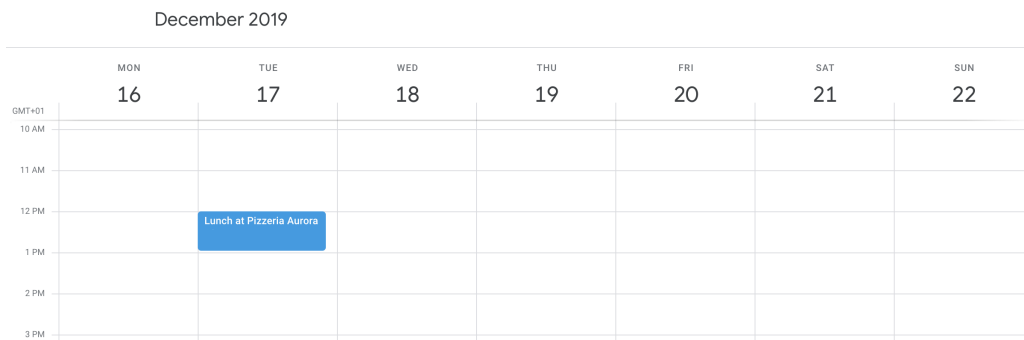 December 2019
MON TUE WED THU FRI SAT SUN
16 17 18 19 20 21 22
GMT+01
10 AM
11 AM
12 PM
Lunch at Pizzeria Aurora
1 PM
2 PM
3 PM